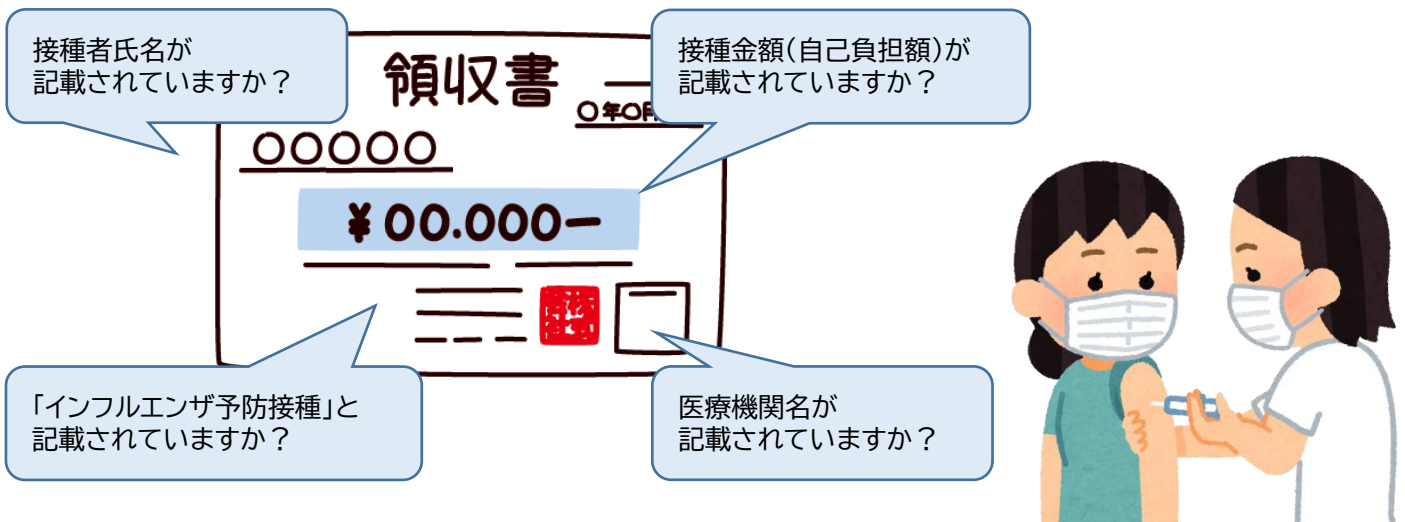 接種者氏名が
記載されていますか？
領収書
接種金額(自己負担額)が
記載されていますか？
〇年〇月
〇〇〇〇〇
¥00.000ー
「インフルエンザ予防接種」と
記載されていますか？
医療機関名が
記載されていますか？